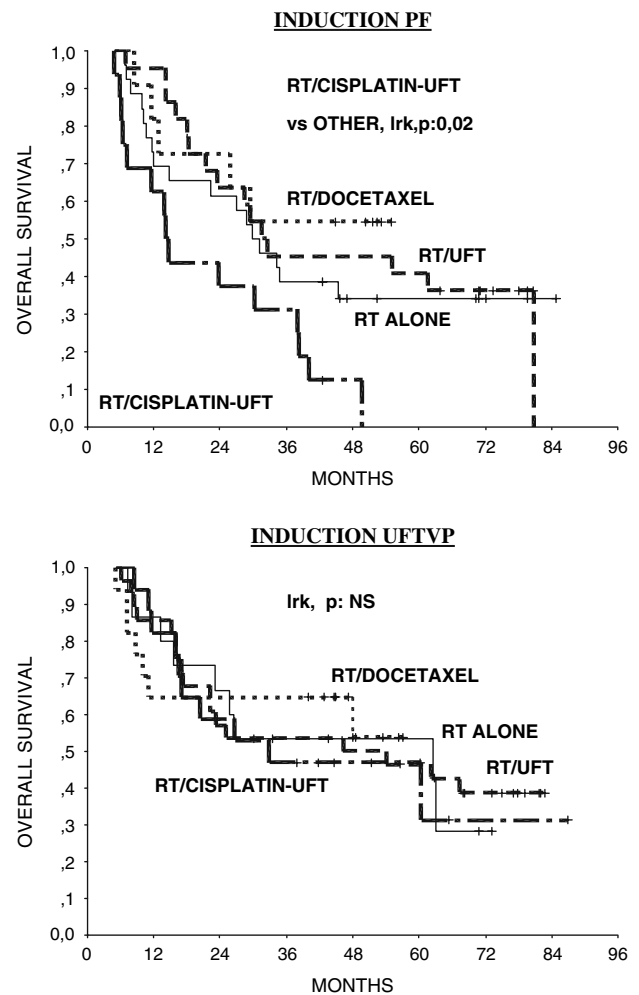 INDUCTION PF
1,0
,9
,8
,7
,6
,5
,4
,3
,2
,1
0,0
OVERALL SURVIVAL
RT/CISPLATIN-UFT
vs OTHER, lrk,p:0,02
RT/DOCETAXEL
RT/UFT
RT ALONE
RT/CISPLATIN-UFT
0 12 24 36 48 60 72 84 96
MONTHS
INDUCTION UFTVP
1,0
,9
,8
,7
,6
,5
,4
,3
,2
,1
0,0
OVERALL SURVIVAL
lrk, p: NS
RT/DOCETAXEL
RT ALONE
RT/UFT
RT/CISPLATIN-UFT
0 12 24 36 48 60 72 84 96
MONTHS